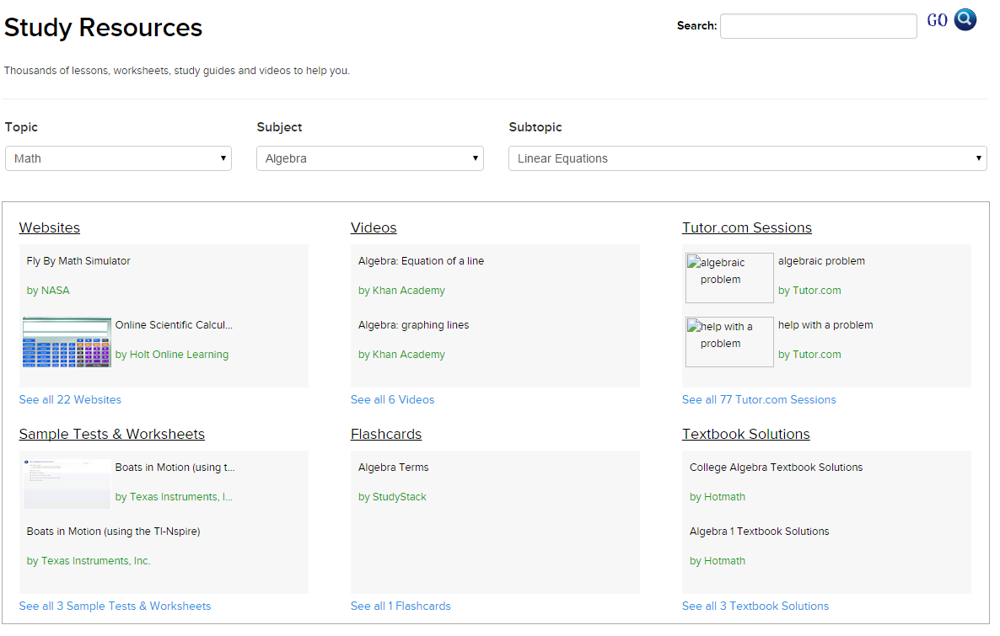 Study Resources
Search:
GO
Thousands of lessons, worksheets, study guides and videos to help you.
Topic
Subject
Subtopic
Math
Algebra
Linear Equations
Websites
Fly By Math Simulator
by NASA
Online Scientific Calcul...
by Holt Online Learning
See all 22 Websites
Videos
Algebra: Equation of a line
by Khan Academy
Algebra: graphing lines
by Khan Academy
See all 6 Videos
Tutor.com Sessions
algebraic
problem
algebraic problem
by Tutor.com
help with a
problem
help with a problem
by Tutor.com
See all 77 Tutor.com Sessions
Sample Tests & Worksheets
Boats in Motion (using t...
by Texas Instruments, I...
Boats in Motion (using the TI-Nspire)
by Texas Instruments, Inc.
See all 3 Sample Tests & Worksheets
Flashcards
Algebra Terms
by StudyStack
See all 1 Flashcards
Textbook Solutions
College Algebra Textbook Solutions
by Hotmath
Algebra 1 Textbook Solutions
by Hotmath
See all 3 Textbook Solutions